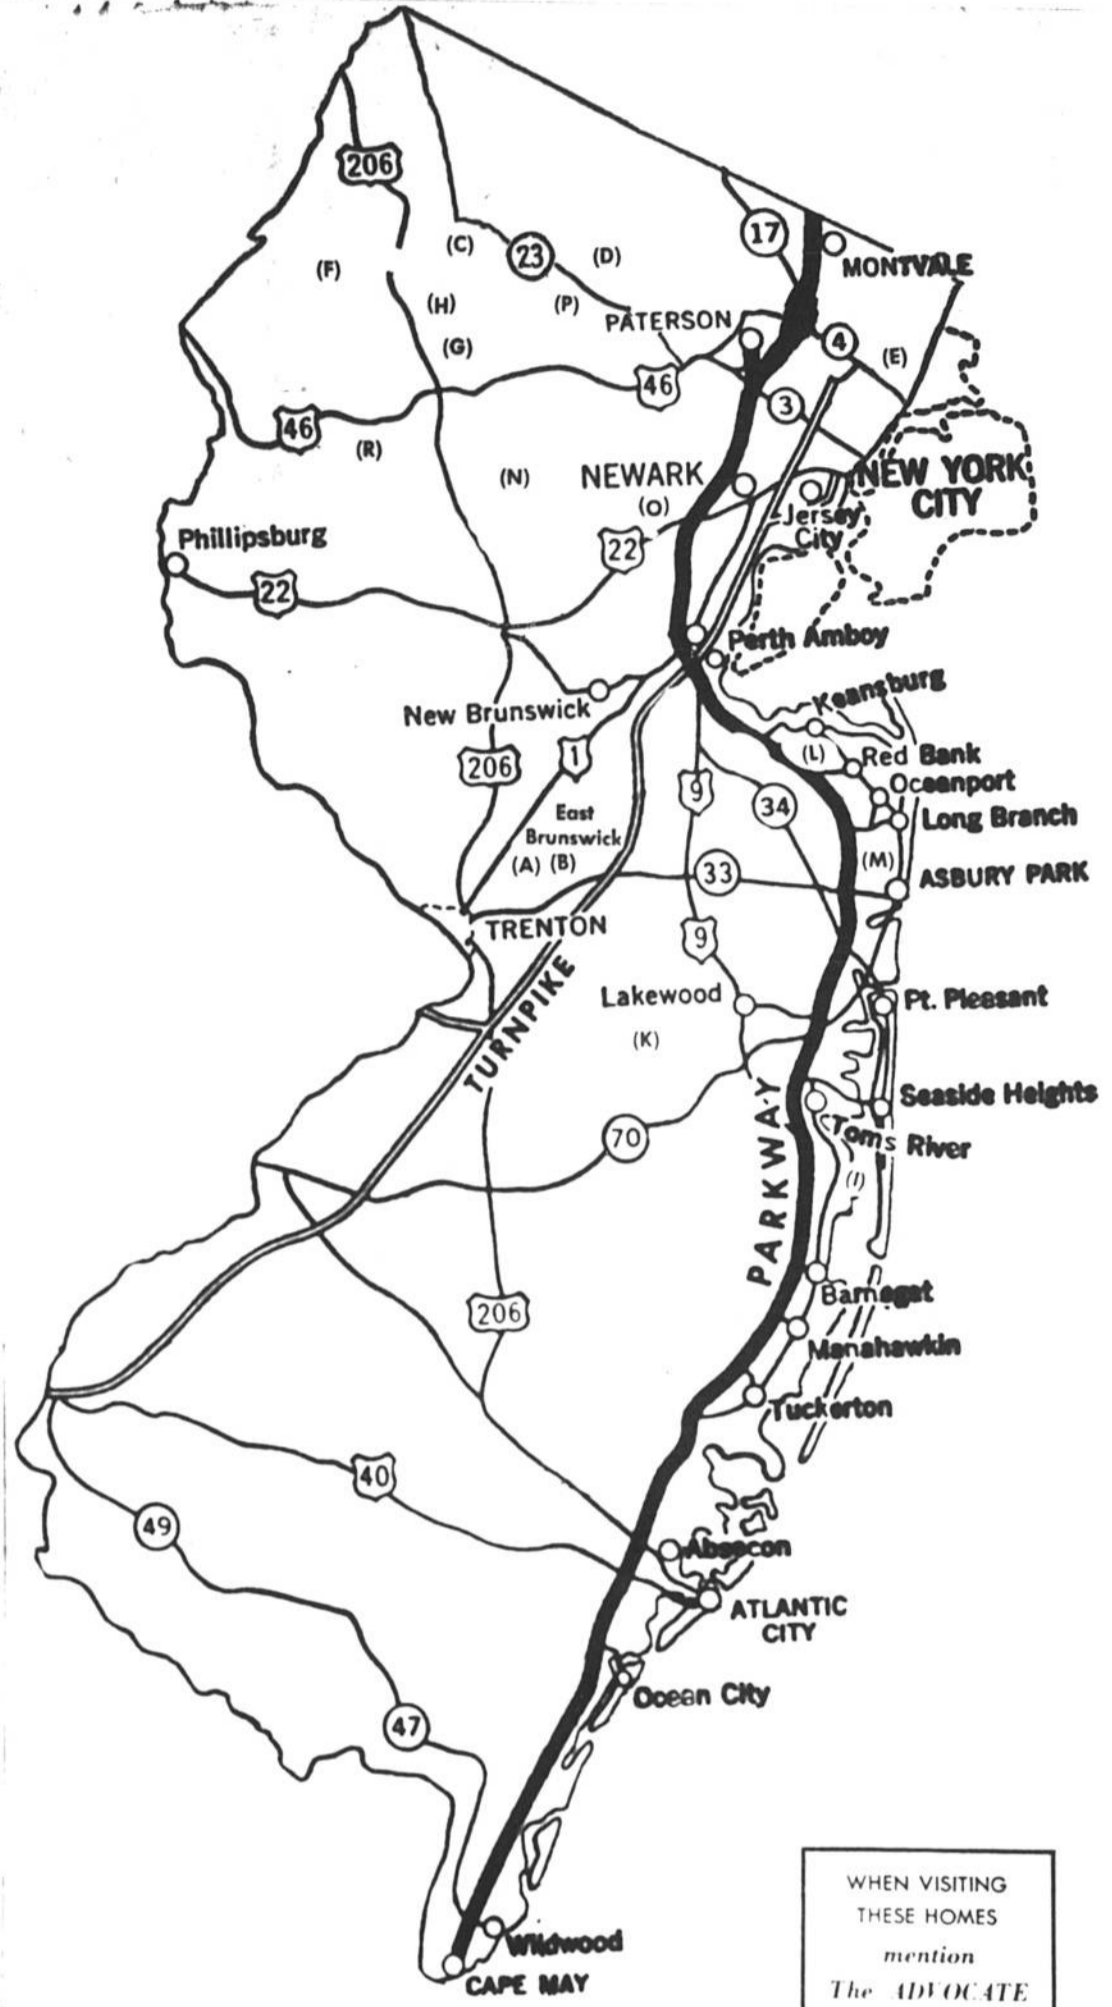 206
17
(C)
23
(D)
MONTVALE
(F)
(H)
(P)
PATERSON
4
(G)
(E)
46
3
46
(R)
NEW YORK
CITY
(N)
NEWARK
(O)
Jersey
City
Phillipsburg
22
22
Perth Amboy
Keansburg
New Brunswick
206
1
(L)
Red Bank
Oceanport
9
34
Long Branch
East
Brunswick
(A) (B)
(M)
33
ASBURY PARK
TRENTON
9
TURNPIKE
Lakewood
Pt. Pleasant
(K)
Seaside Heights
70
Toms River
PARKWAY
(I)
Barnegat
206
Manahawkin
Tuckerton
40
49
Absecon
ATLANTIC
CITY
Ocean City
47
Wildwood
CAPE MAY
WHEN VISITING
THESE HOMES
mention
The ADVOCATE